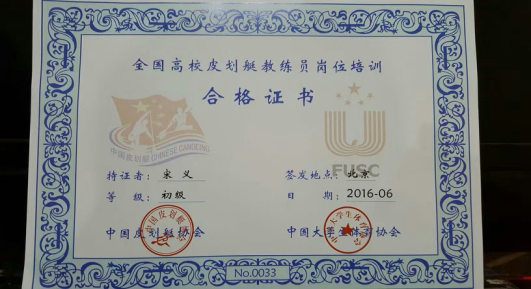 全国高校皮划艇教练员岗位培训
合格证书
中国皮划艇 CHINESE CANOEING
FUSC
持证者：宋义
签发地点：北京
等级：初级
日期：2016-06
中国皮划艇协会
中国大学生体育协会
No.0033